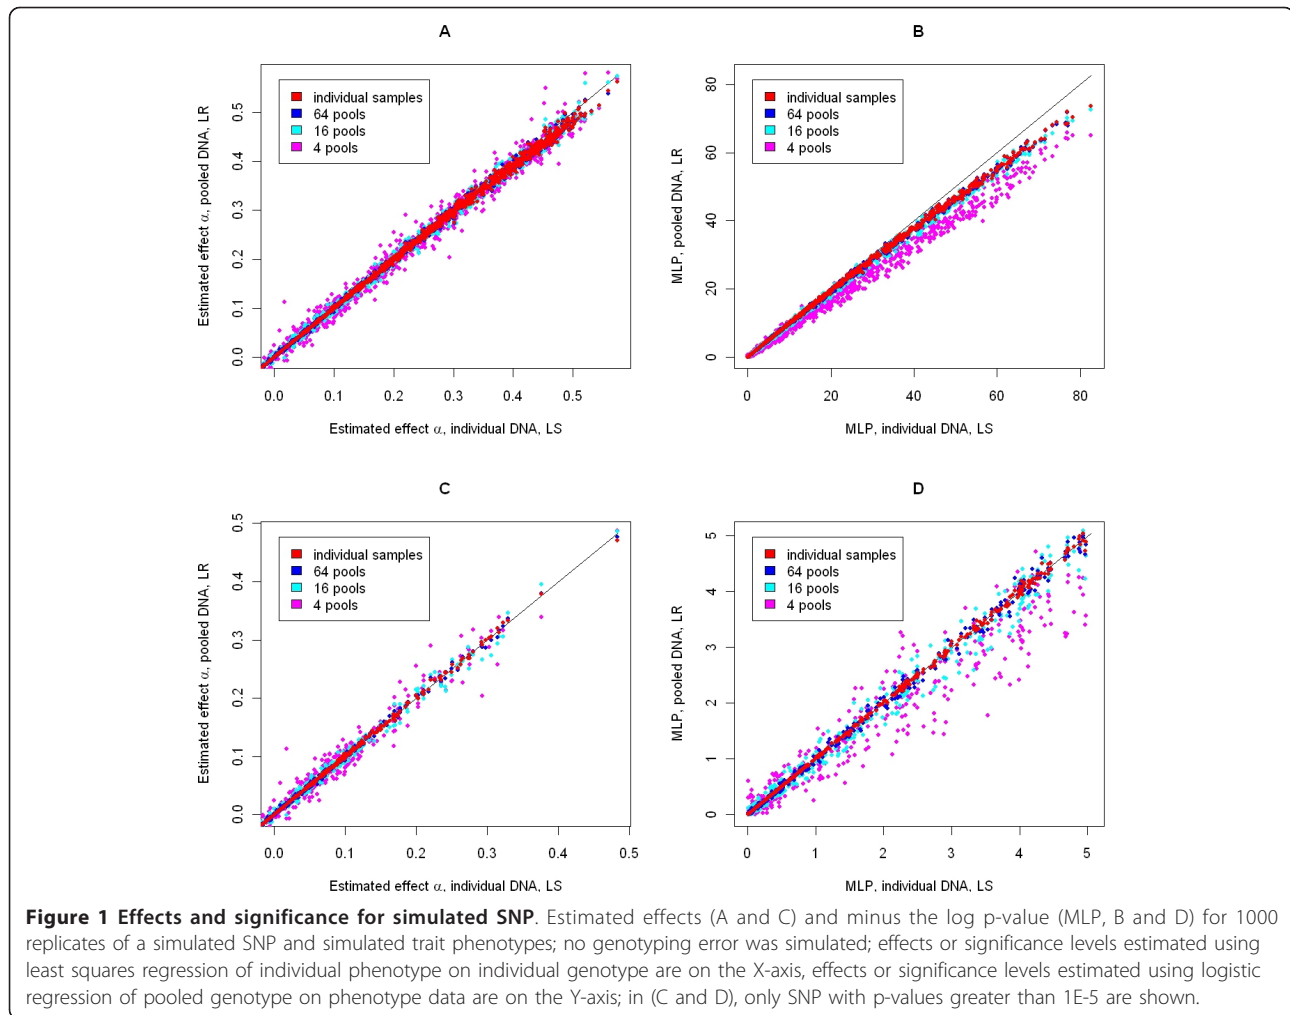 A
Estimated effect α, pooled DNA, LR
0.0 0.1 0.2 0.3 0.4 0.5
individual samples
64 pools
16 pools
4 pools
0.0 0.1 0.2 0.3 0.4 0.5
Estimated effect α, individual DNA, LS
B
MLP, pooled DNA, LR
0 20 40 60 80
individual samples
64 pools
16 pools
4 pools
0 20 40 60 80
MLP, individual DNA, LS
C
Estimated effect α, pooled DNA, LR
0.0 0.1 0.2 0.3 0.4 0.5
individual samples
64 pools
16 pools
4 pools
0.0 0.1 0.2 0.3 0.4 0.5
Estimated effect α, individual DNA, LS
D
MLP, pooled DNA, LR
0 1 2 3 4 5
individual samples
64 pools
16 pools
4 pools
0 1 2 3 4 5
MLP, individual DNA, LS
Figure 1 Effects and significance for simulated SNP. Estimated effects (A and C) and minus the log p-value (MLP, B and D) for 1000
replicates of a simulated SNP and simulated trait phenotypes; no genotyping error was simulated; effects or significance levels estimated using
least squares regression of individual phenotype on individual genotype are on the X-axis, effects or significance levels estimated using logistic
regression of pooled genotype on phenotype data are on the Y-axis; in (C and D), only SNP with p-values greater than 1E-5 are shown.